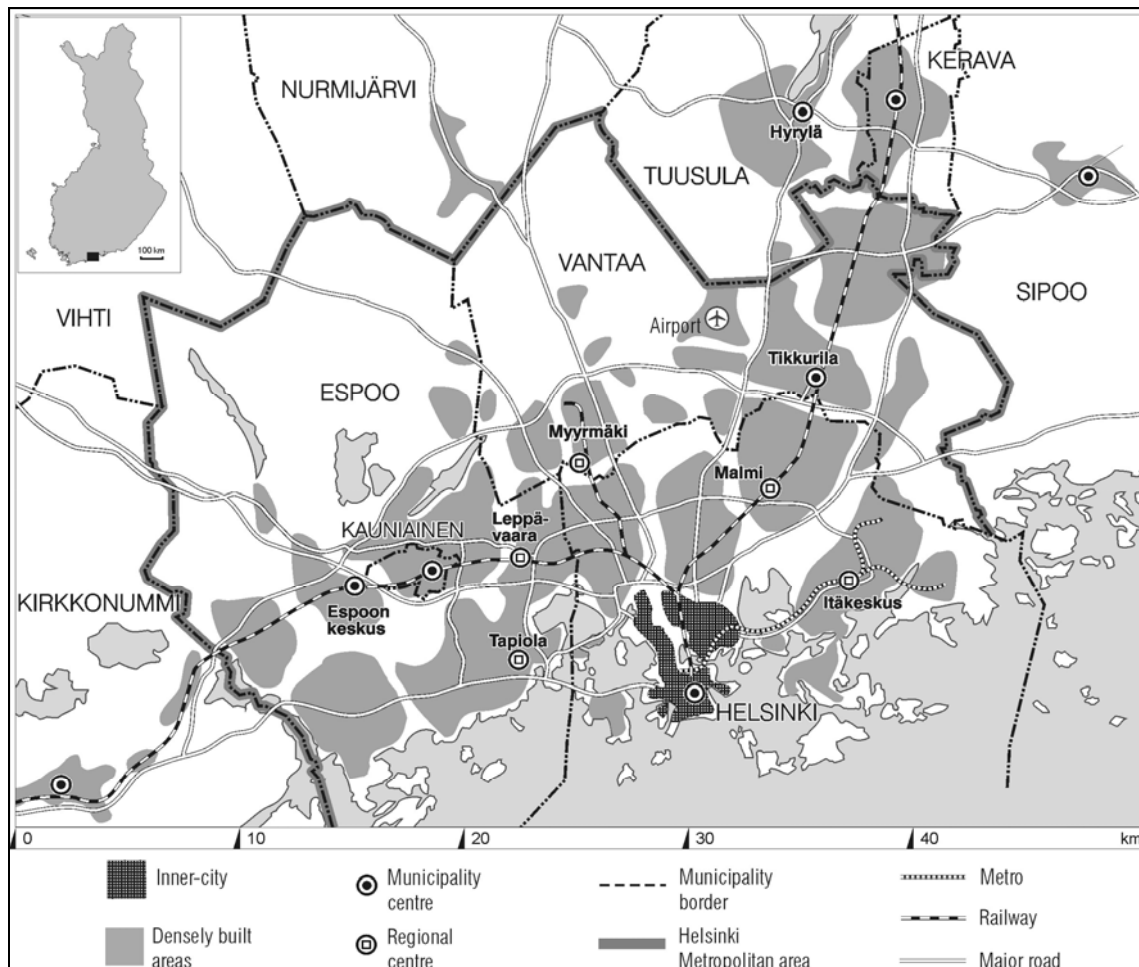 100 km
NURMIJÄRVI
KERAVA
Hyrylä
TUUSULA
VANTAA
VIHTI
SIPOO
Airport
Tikkurila
ESPOO
Myyrmäki
Malmi
Leppä-
vaara
KAUNIAINEN
KIRKKONUMMI
Espoon
keskus
Itäkeskus
Tapiola
HELSINKI
0 10 20 30 40 km
Inner-city
Municipality
centre
Municipality
border
Metro
Railway
Densely built
areas
Regional
centre
Helsinki
Metropolitan area
Major road